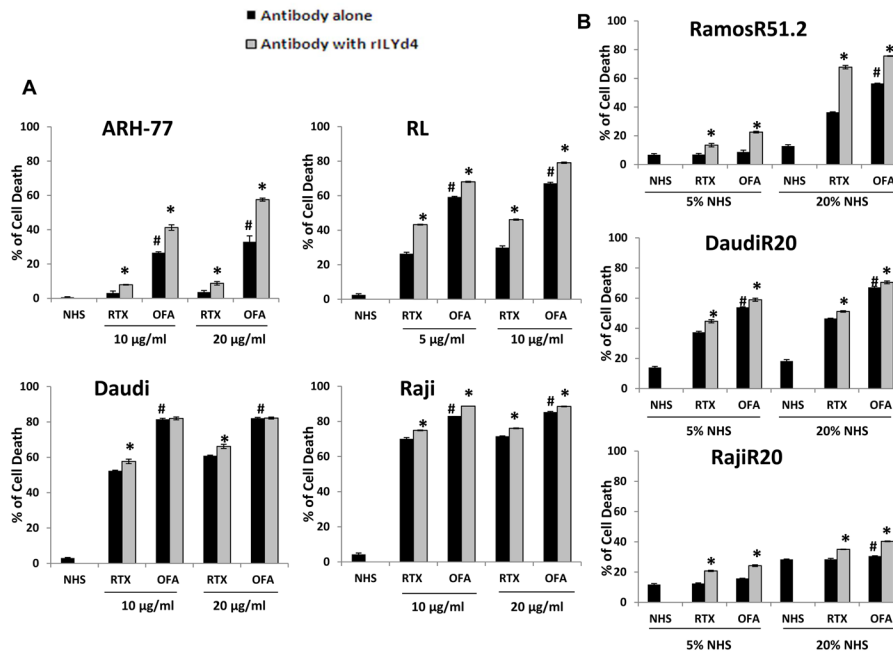 Antibody alone
Antibody with rILYd4
A
ARH-77
% of Cell Death
100
80
60
40
20
0
*
#
*
*
#
*
NHS RTX OFA RTX OFA
10 µg/ml 20 µg/ml
RL
% of Cell Death
100
80
60
40
20
0
*
#
*
*
#
*
NHS RTX OFA RTX OFA
5 µg/ml 10 µg/ml
Daudi
% of Cell Death
100
80
60
40
20
0
*
#
*
#
NHS RTX OFA RTX OFA
10 µg/ml 20 µg/ml
Raji
% of Cell Death
100
80
60
40
20
0
*
#
*
*
#
*
NHS RTX OFA RTX OFA
10 µg/ml 20 µg/ml
B
RamosR51.2
% of Cell Death
100
80
60
40
20
0
*
*
*
#
*
NHS RTX OFA NHS RTX OFA
5% NHS 20% NHS
DaudiR20
% of Cell Death
100
80
60
40
20
0
*
#
*
*
#
*
NHS RTX OFA NHS RTX OFA
5% NHS 20% NHS
RajiR20
% of Cell Death
100
80
60
40
20
0
*
*
*
#
*
NHS RTX OFA NHS RTX OFA
5% NHS 20% NHS